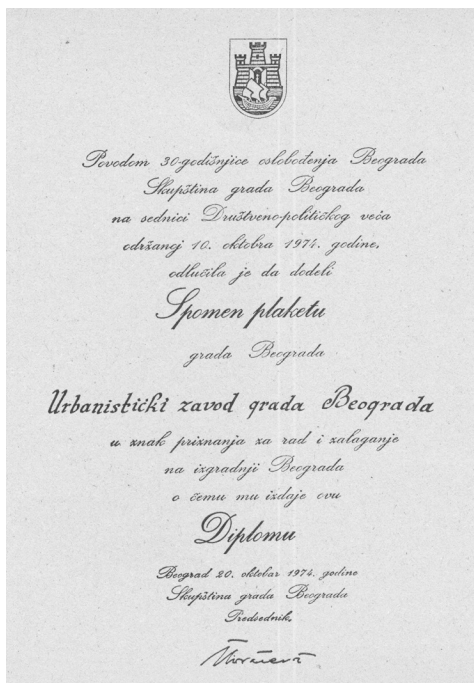 Povodom 30-godišnjice oslobođenja Beograda
Skupština grada Beograda
na sednici Društveno-političkog veća
održanoj 10. oktobra 1974. godine,
odlučila je da dodeli
Spomen plaketu
grada Beograda
Urbanistički zavod grada Beograda
u znak priznanja za rad i zalaganje
na izgradnji Beograda
o čemu mu izdaje ovu
Diplomu
Beograd 20. oktobar 1974. godine
Skupština grada Beograda
Predsednik,